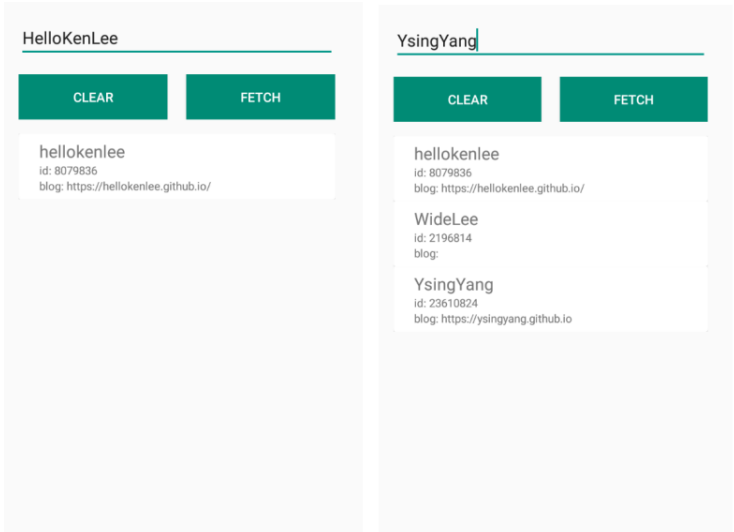 HelloKenLee
CLEAR FETCH
hellokenlee
id: 8079836
blog: https://hellokenlee.github.io/
YsingYang
CLEAR FETCH
hellokenlee
id: 8079836
blog: https://hellokenlee.github.io/
WideLee
id: 2196814
blog:
YsingYang
id: 23610824
blog: https://ysingyang.github.io